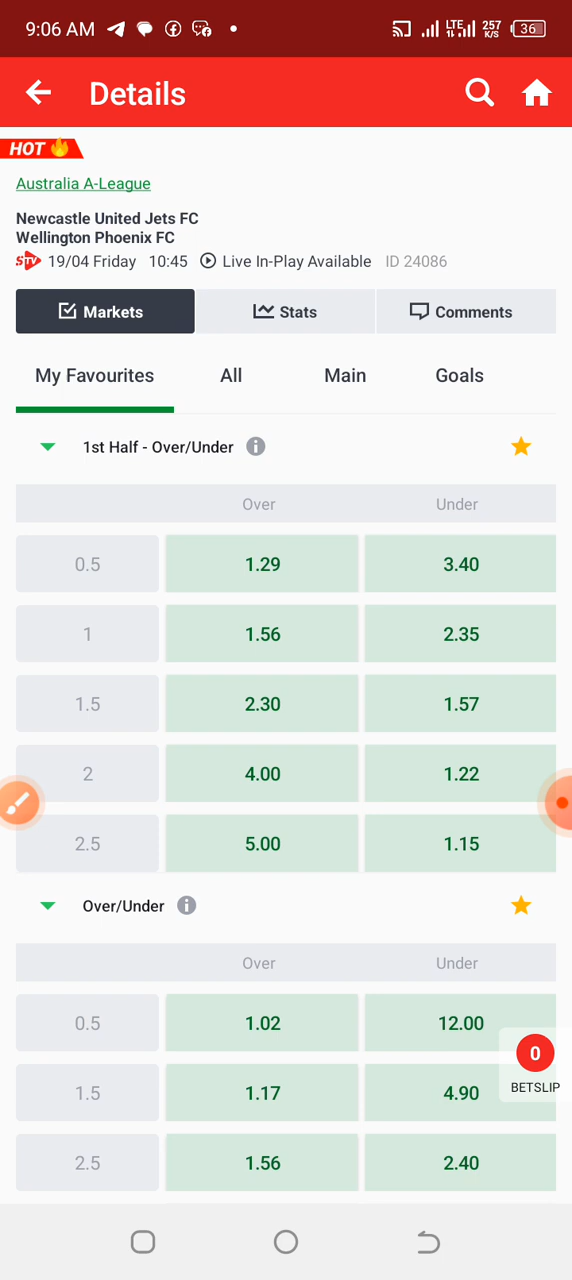 9:06 AM LTE 257 K/S 36
Details
HOT
Australia A-League
Newcastle United Jets FC
Wellington Phoenix FC
STV 19/04 Friday 10:45 Live In-Play Available ID 24086
Markets Stats Comments
My Favourites All Main Goals
1st Half - Over/Under
Over Under
0.5 1.29 3.40
1 1.56 2.35
1.5 2.30 1.57
2 4.00 1.22
2.5 5.00 1.15
Over/Under
Over Under
0.5 1.02 12.00
0
BETSLIP
1.5 1.17 4.90
2.5 1.56 2.40